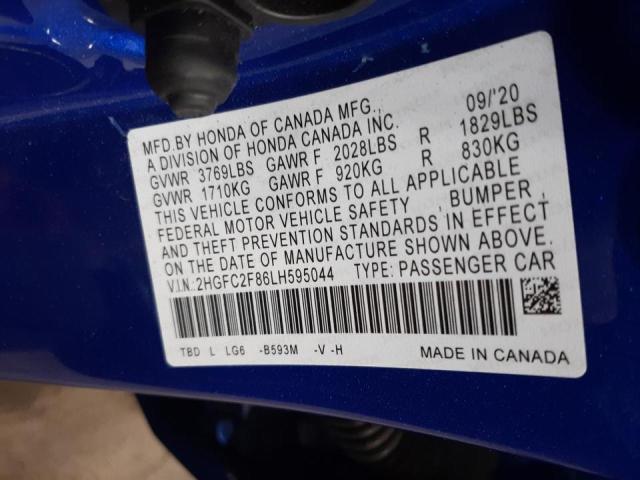 MFD.BY HONDA OF CANADA MFG., 09/'20
A DIVISION OF HONDA CANADA INC.
GVWR 3769LBS GAWR F 2028LBS R 1829LBS
GVWR 1710KG GAWR F 920KG R 830KG
THIS VEHICLE CONFORMS TO ALL APPLICABLE
FEDERAL MOTOR VEHICLE SAFETY , BUMPER ,
AND THEFT PREVENTION STANDARDS IN EFFECT
ON THE DATE OF MANUFACTURE SHOWN ABOVE.
V.I.N.:2HGFC2F86LH595044 TYPE: PASSENGER CAR
TBD L LG6 -B593M -V -H MADE IN CANADA